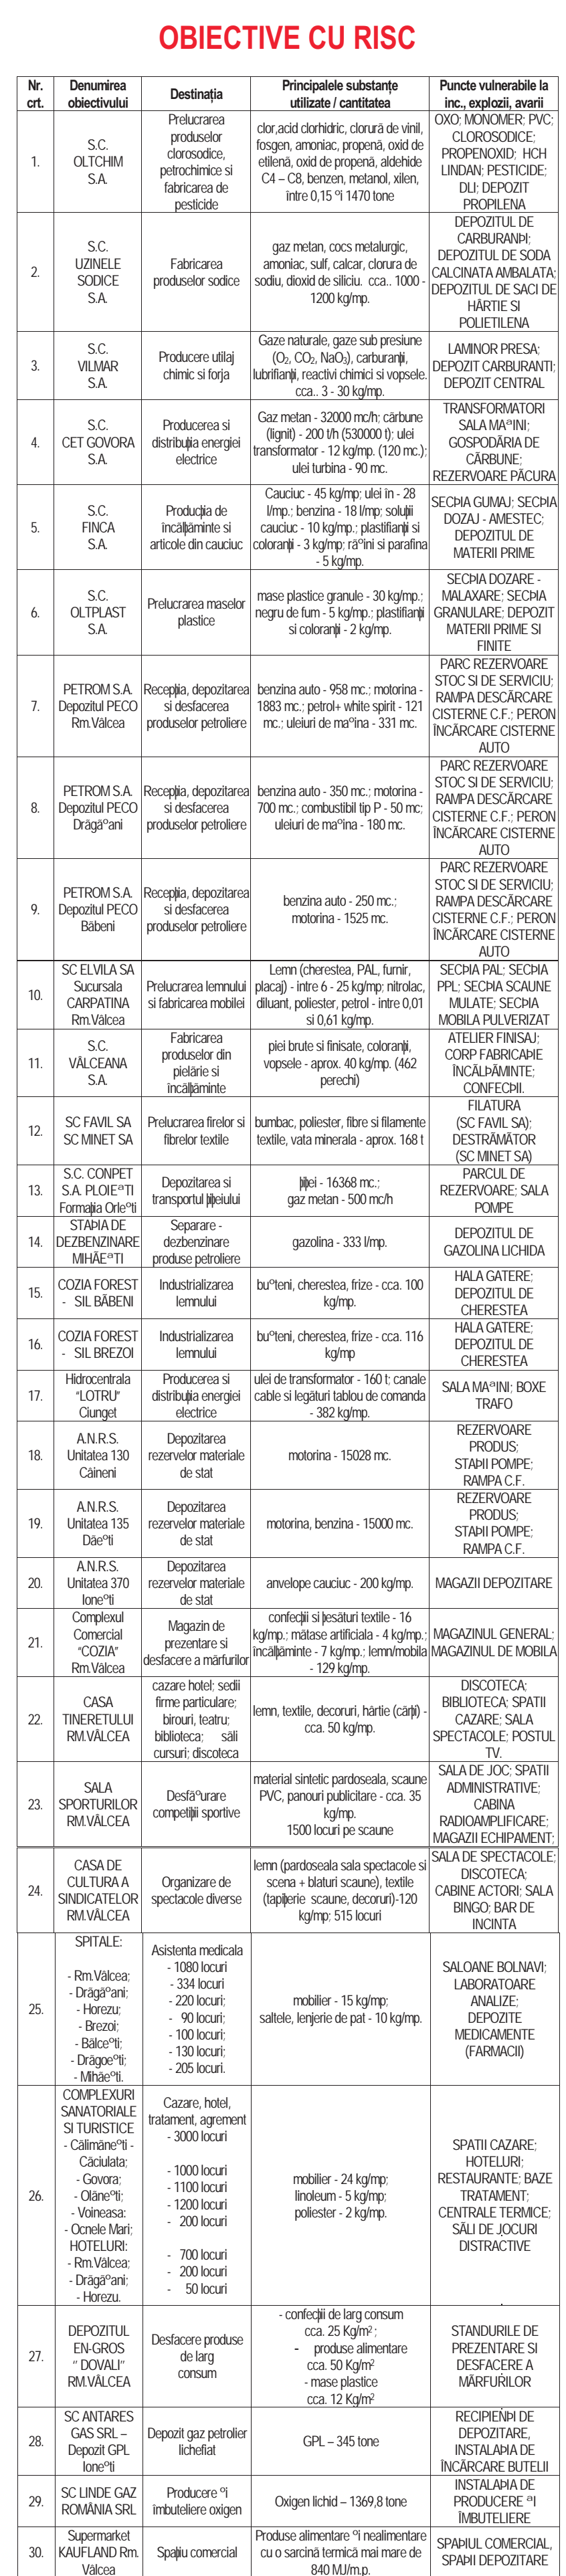 OBIECTIVE CU RISC
Nr. crt.
Denumirea obiectivului
Destinația
Principalele substanțe utilizate / cantitatea
Puncte vulnerabile la inc., explozii, avarii
1.
S.C.
OLTCHIM
S.A.
Prelucrarea
produselor
clorosodice,
petrochimice si
fabricarea de
pesticide
clor,acid clorhidric, clorură de vinil,
fosgen, amoniac, propenă, oxid de
etilenă, oxid de propenă, aldehide
C4 – C8, benzen, metanol, xilen,
între 0,15 ºi 1470 tone
OXO; MONOMER; PVC;
CLOROSODICE;
PROPENOXID; HCH
LINDAN; PESTICIDE;
DLI; DEPOZIT
PROPILENA
2.
S.C.
UZINELE
SODICE
S.A.
Fabricarea
produselor sodice
gaz metan, cocs metalurgic,
amoniac, sulf, calcar, clorura de
sodiu, dioxid de siliciu. cca.. 1000 -
1200 kg/mp.
DEPOZITUL DE
CARBURANÞI;
DEPOZITUL DE SODA
CALCINATA AMBALATA;
DEPOZITUL DE SACI DE
HÂRTIE SI
POLIETILENA
3.
S.C.
VILMAR
S.A.
Producere utilaj
chimic si forja
Gaze naturale, gaze sub presiune
(O₂, CO₂, NaO₃), carburanți,
lubrifianți, reactivi chimici si vopsele.
cca.. 3 - 30 kg/mp.
LAMINOR PRESA;
DEPOZIT CARBURANTI;
DEPOZIT CENTRAL
4.
S.C.
CET GOVORA
S.A.
Producerea si
distribuția energiei
electrice
Gaz metan - 32000 mc/h; cărbune
(lignit) - 200 t/h (530000 t); ulei
transformator - 12 kg/mp. (120 mc.);
ulei turbina - 90 mc.
TRANSFORMATORI
SALA MAªINI;
GOSPODĂRIA DE
CĂRBUNE;
REZERVOARE PĂCURA
5.
S.C.
FINCA
S.A.
Producția de
încălțăminte si
articole din cauciuc
Cauciuc - 45 kg/mp; ulei în - 28
l/mp.; benzina - 18 l/mp; soluții
cauciuc - 10 kg/mp.; plastifianți si
coloranți - 3 kg/mp; răºini si parafina
- 5 kg/mp.
SECÞIA GUMAJ; SECÞIA
DOZAJ - AMESTEC;
DEPOZITUL DE
MATERII PRIME
6.
S.C.
OLTPLAST
S.A.
Prelucrarea maselor
plastice
mase plastice granule - 30 kg/mp.;
negru de fum - 5 kg/mp.; plastifianți
si coloranți - 2 kg/mp.
SECÞIA DOZARE -
MALAXARE; SECÞIA
GRANULARE; DEPOZIT
MATERII PRIME SI
FINITE
7.
PETROM S.A.
Depozitul PECO
Rm.Vâlcea
Recepția, depozitarea
si desfacerea
produselor petroliere
benzina auto - 958 mc.; motorina -
1883 mc.; petrol+ white spirit - 121
mc.; uleiuri de maºina - 331 mc.
PARC REZERVOARE
STOC SI DE SERVICIU;
RAMPA DESCĂRCARE
CISTERNE C.F.; PERON
ÎNCĂRCARE CISTERNE
AUTO
8.
PETROM S.A.
Depozitul PECO
Drăgăºani
Recepția, depozitarea
si desfacerea
produselor petroliere
benzina auto - 350 mc.; motorina -
700 mc.; combustibil tip P - 50 mc;
uleiuri de maºina - 180 mc.
PARC REZERVOARE
STOC SI DE SERVICIU;
RAMPA DESCĂRCARE
CISTERNE C.F.; PERON
ÎNCĂRCARE CISTERNE
AUTO
9.
PETROM S.A.
Depozitul PECO
Băbeni
Recepția, depozitarea
si desfacerea
produselor petroliere
benzina auto - 250 mc.;
motorina - 1525 mc.
PARC REZERVOARE
STOC SI DE SERVICIU;
RAMPA DESCĂRCARE
CISTERNE C.F.; PERON
ÎNCĂRCARE CISTERNE
AUTO
10.
SC ELVILA SA
Sucursala
CARPATINA
Rm.Vâlcea
Prelucrarea lemnului
si fabricarea mobilei
Lemn (cherestea, PAL, furnir,
placaj) - intre 6 - 25 kg/mp; nitrolac,
diluant, poliester, petrol - intre 0,01
si 0,61 kg/mp.
SECÞIA PAL; SECÞIA
PPL; SECÞIA SCAUNE
MULATE; SECÞIA
MOBILA PULVERIZAT
11.
S.C.
VÂLCEANA
S.A.
Fabricarea
produselor din
pielărie si
încălțăminte
piei brute si finisate, coloranți,
vopsele - aprox. 40 kg/mp. (462
perechi)
ATELIER FINISAJ;
CORP FABRICAÞIE
ÎNCĂLÞĂMINTE;
CONFECÞII.
12.
SC FAVIL SA
SC MINET SA
Prelucrarea firelor si
fibrelor textile
bumbac, poliester, fibre si filamente
textile, vata minerala - aprox. 168 t
FILATURA
(SC FAVIL SA);
DESTRĂMĂTOR
(SC MINET SA)
13.
S.C. CONPET
S.A. PLOIEªTI
Formația Orleºti
Depozitarea si
transportul țițeiului
țiței - 16368 mc.;
gaz metan - 500 mc/h
PARCUL DE
REZERVOARE; SALA
POMPE
14.
STAÞIA DE
DEZBENZINARE
MIHĂEªTI
Separare -
dezbenzinare
produse petroliere
gazolina - 333 l/mp.
DEPOZITUL DE
GAZOLINA LICHIDA
15.
COZIA FOREST
- SIL BĂBENI
Industrializarea
lemnului
buºteni, cherestea, frize - cca. 100
kg/mp.
HALA GATERE;
DEPOZITUL DE
CHERESTEA
16.
COZIA FOREST
- SIL BREZOI
Industrializarea
lemnului
buºteni, cherestea, frize - cca. 116
kg/mp
HALA GATERE;
DEPOZITUL DE
CHERESTEA
17.
Hidrocentrala
"LOTRU"
Ciunget
Producerea si
distribuția energiei
electrice
ulei de transformator - 160 t; canale
cable si legături tablou de comanda
- 382 kg/mp.
SALA MAªINI; BOXE
TRAFO
18.
A.N.R.S.
Unitatea 130
Câineni
Depozitarea
rezervelor materiale
de stat
motorina - 15028 mc.
REZERVOARE
PRODUS;
STAÞII POMPE;
RAMPA C.F.
19.
A.N.R.S.
Unitatea 135
Dăeºti
Depozitarea
rezervelor materiale
de stat
motorina, benzina - 15000 mc.
REZERVOARE
PRODUS;
STAÞII POMPE;
RAMPA C.F.
20.
A.N.R.S.
Unitatea 370
Ioneºti
Depozitarea
rezervelor materiale
de stat
anvelope cauciuc - 200 kg/mp.
MAGAZII DEPOZITARE
21.
Complexul
Comercial
"COZIA"
Rm.Vâlcea
Magazin de
prezentare si
desfacere a mărfurilor
confecții si țesături textile - 16
kg/mp.; mătase artificiala - 4 kg/mp.;
încălțăminte - 7 kg/mp.; lemn/mobila
- 129 kg/mp.
MAGAZINUL GENERAL;
MAGAZINUL DE MOBILA
22.
CASA
TINERETULUI
RM.VÂLCEA
cazare hotel; sedii
firme particulare;
birouri, teatru;
biblioteca; săli
cursuri; discoteca
lemn, textile, decoruri, hârtie (cărți) -
cca. 50 kg/mp.
DISCOTECA;
BIBLIOTECA; SPATII
CAZARE; SALA
SPECTACOLE; POSTUL
TV.
23.
SALA
SPORTURILOR
RM.VÂLCEA
Desfăºurare
competiții sportive
material sintetic pardoseala, scaune
PVC, panouri publicitare - cca. 35
kg/mp.
1500 locuri pe scaune
SALA DE JOC; SPATII
ADMINISTRATIVE;
CABINA
RADIOAMPLIFICARE;
MAGAZII ECHIPAMENT;
24.
CASA DE
CULTURA A
SINDICATELOR
RM.VÂLCEA
Organizare de
spectacole diverse
lemn (pardoseala sala spectacole si
scena + blaturi scaune), textile
(tapițerie scaune, decoruri)-120
kg/mp; 515 locuri
SALA DE SPECTACOLE;
DISCOTECA;
CABINE ACTORI; SALA
BINGO; BAR DE
INCINTA
25.
SPITALE:
- Rm.Vâlcea;
- Drăgăºani;
- Horezu;
- Brezoi;
- Bălceºti;
- Drăgoeºti;
- Mihăeºti.
Asistenta medicala
- 1080 locuri
- 334 locuri
- 220 locuri;
- 90 locuri;
- 100 locuri;
- 130 locuri;
- 205 locuri.
mobilier - 15 kg/mp;
saltele, lenjerie de pat - 10 kg/mp.
SALOANE BOLNAVI;
LABORATOARE
ANALIZE;
DEPOZITE
MEDICAMENTE
(FARMACII)
26.
COMPLEXURI
SANATORIALE
SI TURISTICE
- Călimăneºti -
Căciulata;
- Govora;
- Olăneºti;
- Voineasa:
- Ocnele Mari;
HOTELURI:
- Rm.Vâlcea;
- Drăgăºani;
- Horezu.
Cazare, hotel,
tratament, agrement
- 3000 locuri
- 1000 locuri
- 1100 locuri
- 1200 locuri
- 200 locuri
- 700 locuri
- 200 locuri
- 50 locuri
mobilier - 24 kg/mp;
linoleum - 5 kg/mp;
poliester - 2 kg/mp.
SPATII CAZARE;
HOTELURI;
RESTAURANTE; BAZE
TRATAMENT;
CENTRALE TERMICE;
SĂLI DE JOCURI
DISTRACTIVE
27.
DEPOZITUL
EN-GROS
" DOVALI"
RM.VÂLCEA
Desfacere produse
de larg
consum
- confecții de larg consum
cca. 25 Kg/m² ;
- produse alimentare
cca. 50 Kg/m²
- mase plastice
cca. 12 Kg/m²
STANDURILE DE
PREZENTARE SI
DESFACERE A
MĂRFURILOR
28.
SC ANTARES
GAS SRL –
Depozit GPL
Ioneºti
Depozit gaz petrolier
lichefiat
GPL – 345 tone
RECIPIENÞI DE
DEPOZITARE,
INSTALAÞIA DE
ÎNCĂRCARE BUTELII
29.
SC LINDE GAZ
ROMÂNIA SRL
Producere ºi
îmbuteliere oxigen
Oxigen lichid – 1369,8 tone
INSTALAÞIA DE
PRODUCERE ªI
ÎMBUTELIERE
30.
Supermarket
KAUFLAND Rm.
Vâlcea
Spațiu comercial
Produse alimentare ºi nealimentare
cu o sarcină termică mai mare de
840 MJ/m.p.
SPAÞIUL COMERCIAL,
SPAÞII DEPOZITARE